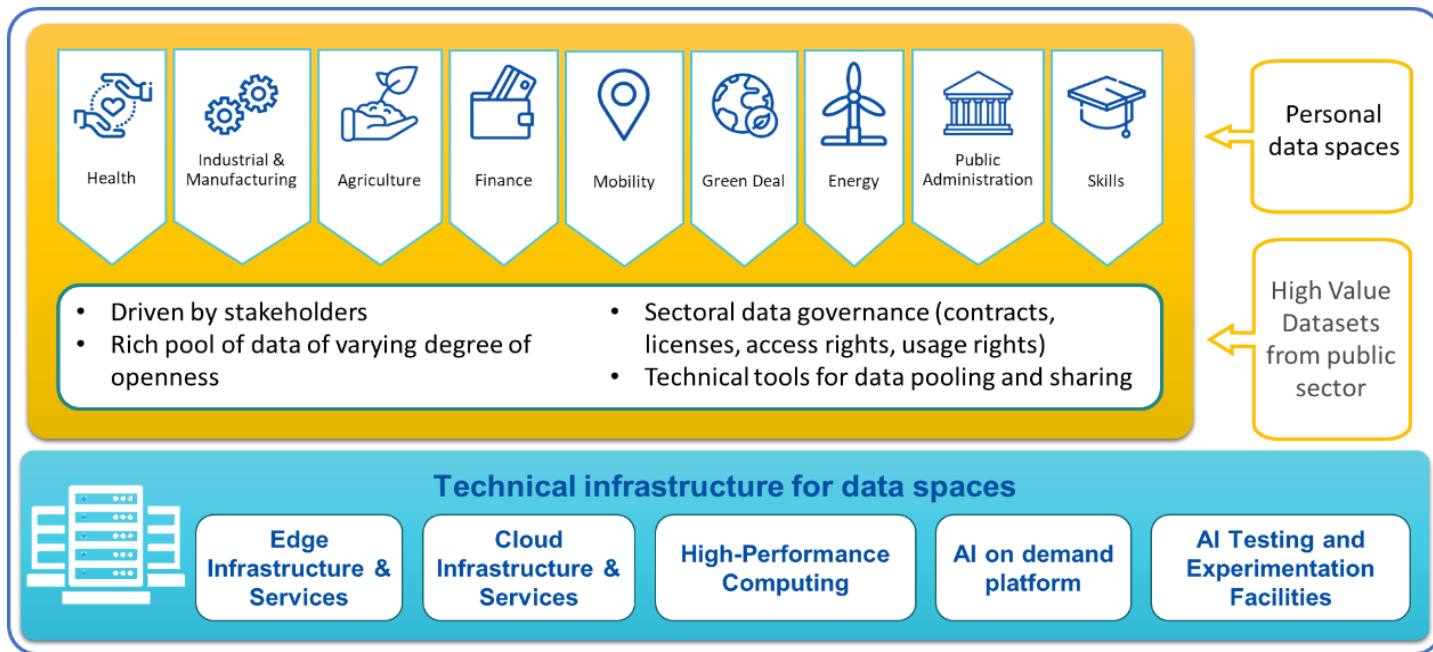 Health
Industrial &
Manufacturing
Agriculture
Finance
Mobility
Green Deal
Energy
Public
Administration
Skills
Personal
data spaces
• Driven by stakeholders
• Rich pool of data of varying degree of
openness
• Sectoral data governance (contracts,
licenses, access rights, usage rights)
• Technical tools for data pooling and sharing
High Value
Datasets
from public
sector
Technical infrastructure for data spaces
Edge
Infrastructure &
Services
Cloud
Infrastructure &
Services
High-Performance
Computing
AI on demand
platform
AI Testing and
Experimentation
Facilities